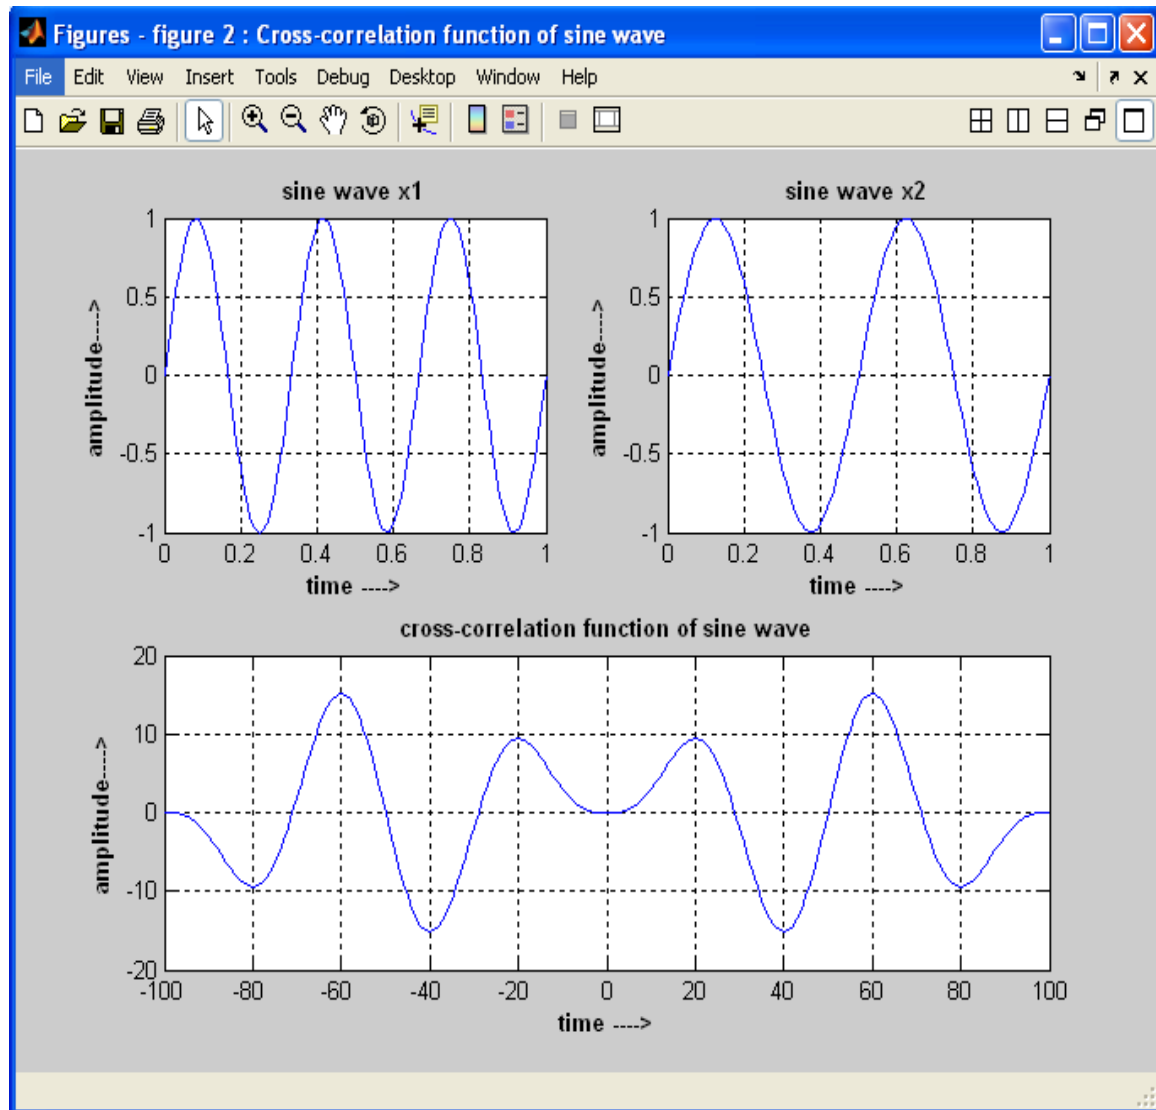 Figures - figure 2 : Cross-correlation function of sine wave
File Edit View Insert Tools Debug Desktop Window Help
sine wave x1
1
0.5
0
-0.5
-1
amplitude---->
0 0.2 0.4 0.6 0.8 1
time ---->
sine wave x2
1
0.5
0
-0.5
-1
amplitude---->
0 0.2 0.4 0.6 0.8 1
time ---->
cross-correlation function of sine wave
20
10
0
-10
-20
amplitude---->
-100 -80 -60 -40 -20 0 20 40 60 80 100
time ---->